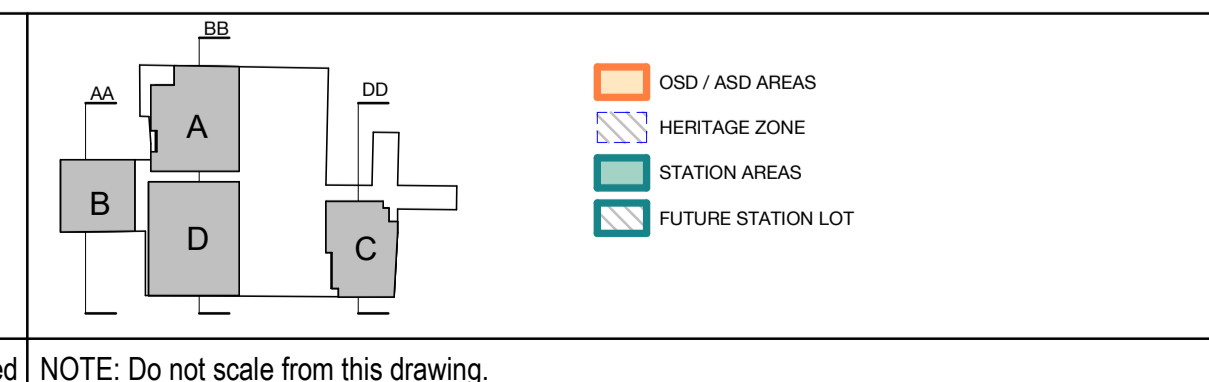 BB
AA
DD
A
B
D
C
OSD / ASD AREAS
HERITAGE ZONE
STATION AREAS
FUTURE STATION LOT
ed
NOTE: Do not scale from this drawing.